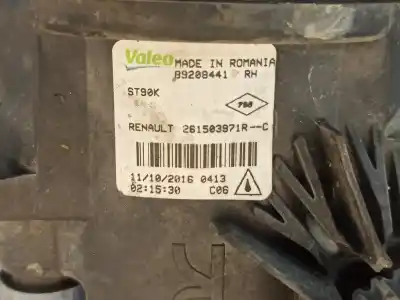 Valeo MADE IN ROMANIA
89208441 RH
ST90K
RENAULT 261503971R--C
11/10/2016 0413
02:15:30 C06